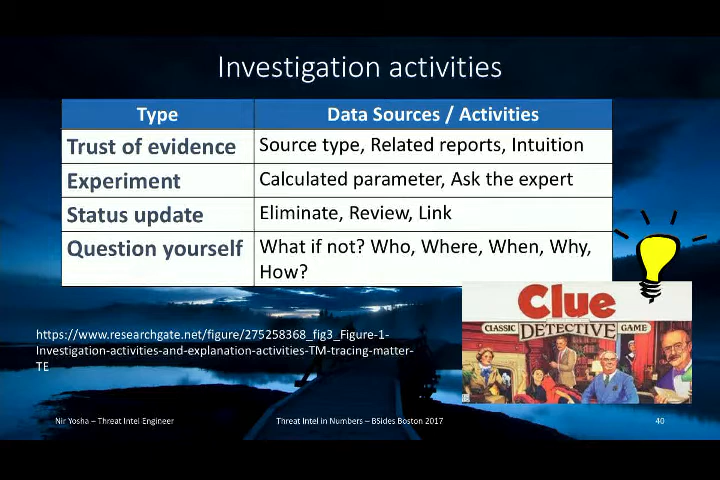 Investigation activities
Type
Data Sources / Activities
Trust of evidence
Source type, Related reports, Intuition
Experiment
Calculated parameter, Ask the expert
Status update
Eliminate, Review, Link
Question yourself
What if not? Who, Where, When, Why,
How?
Clue
CLASSIC DETECTIVE GAME
https://www.researchgate.net/figure/275258368_fig3_Figure-1-
Investigation-activities-and-explanation-activities-TM-tracing-matter-
TE
Nir Yosha – Threat Intel Engineer
Threat Intel in Numbers – BSides Boston 2017
40